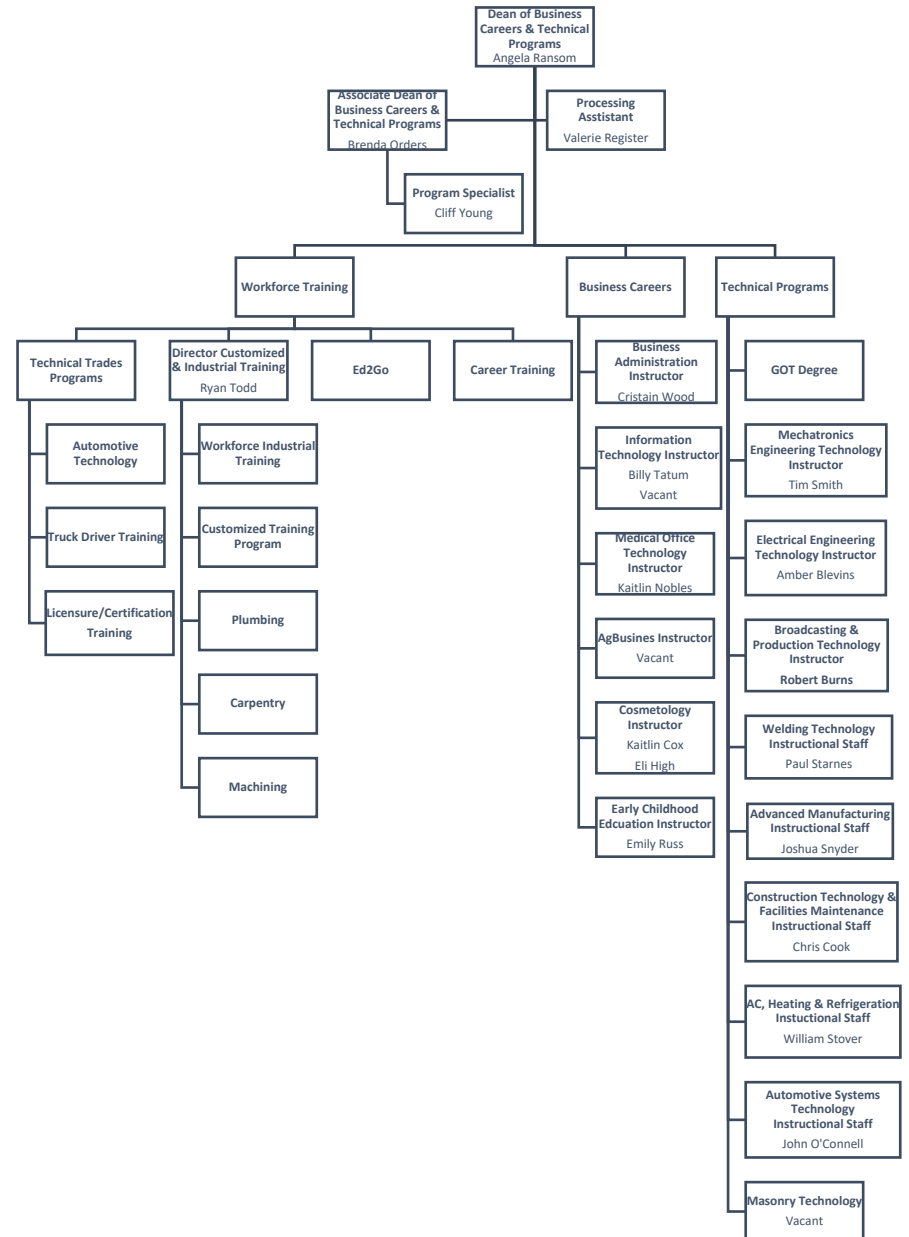 Dean of Business
Careers & Technical
Programs
Angela Ransom
Associate Dean of
Business Careers &
Technical Programs
Brenda Orders
Processing
Asstistant
Valerie Register
Program Specialist
Cliff Young
Workforce Training
Business Careers
Technical Programs
Technical Trades
Programs
Director Customized
& Industrial Training
Ryan Todd
Ed2Go
Career Training
Automotive
Technology
Truck Driver Training
Licensure/Certification
Training
Workforce Industrial
Training
Customized Training
Program
Plumbing
Carpentry
Machining
Business
Administration
Instructor
Cristain Wood
Information
Technology Instructor
Billy Tatum
Vacant
Medical Office
Technology
Instructor
Kaitlin Nobles
AgBusines Instructor
Vacant
Cosmetology
Instructor
Kaitlin Cox
Eli High
Early Childhood
Edcuation Instructor
Emily Russ
GOT Degree
Mechatronics
Engineering Technology
Instructor
Tim Smith
Electrical Engineering
Technology Instructor
Amber Blevins
Broadcasting &
Production Technology
Instructor
Robert Burns
Welding Technology
Instructional Staff
Paul Starnes
Advanced Manufacturing
Instructional Staff
Joshua Snyder
Construction Technology &
Facilities Maintenance
Instructional Staff
Chris Cook
AC, Heating & Refrigeration
Instuctional Staff
William Stover
Automotive Systems
Technology
Instructional Staff
John O'Connell
Masonry Technology
Vacant